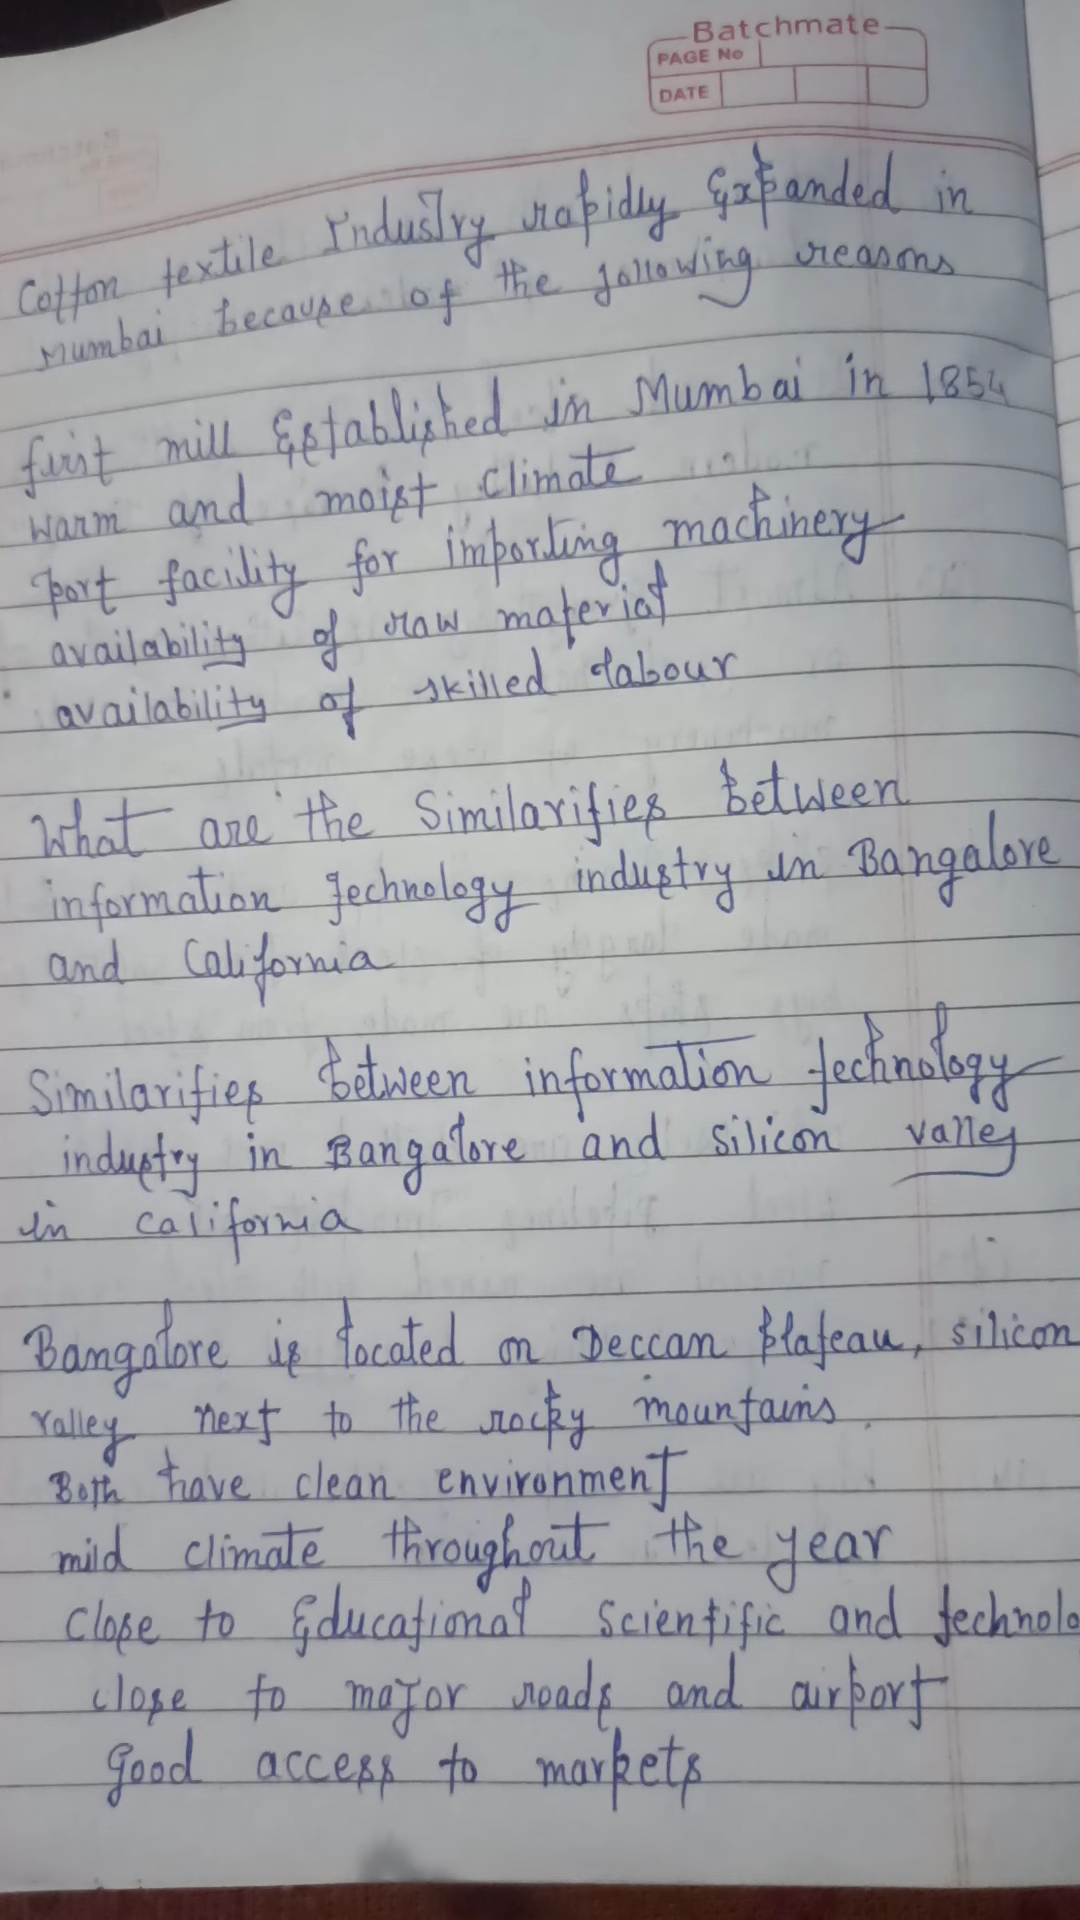 Batchmate
PAGE No
DATE
Cotton textile Industry rapidly Expanded in
Mumbai because of the following reasons
first mill Established in Mumbai in 1854
warm and moist climate
port facility for importing machinery
availability of raw material
availability of skilled labour
What are the Similarities between
information technology industry in Bangalore
and California
Similarities between information technology
industry in Bangalore and silicon valley
in california
Bangalore is located on Deccan plateau, silicon
valley next to the rocky mountains.
Both have clean environment
mild climate throughout the year
close to Educational Scientific and technolo
close to major roads and airport
Good access to markets